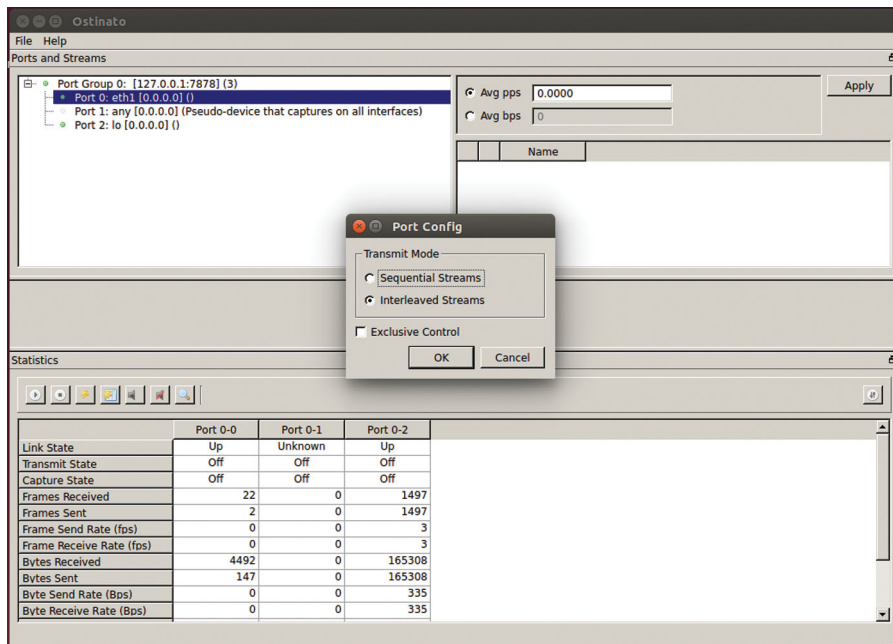 Ostinato
File Help
Ports and Streams
Port Group 0: [127.0.0.1:7878] (3)
Port 0: eth1 [0.0.0.0] ()
Port 1: any [0.0.0.0] (Pseudo-device that captures on all interfaces)
Port 2: lo [0.0.0.0] ()
Avg pps 0.0000
Avg bps 0
Apply
Name
Port Config
Transmit Mode
Sequential Streams
Interleaved Streams
Exclusive Control
OK Cancel
Statistics
Port 0-0 Port 0-1 Port 0-2
Link State Up Unknown Up
Transmit State Off Off Off
Capture State Off Off Off
Frames Received 22 0 1497
Frames Sent 2 0 1497
Frame Send Rate (fps) 0 0 3
Frame Receive Rate (fps) 0 0 3
Bytes Received 4492 0 165308
Bytes Sent 147 0 165308
Byte Send Rate (Bps) 0 0 335
Byte Receive Rate (Bps) 0 0 335